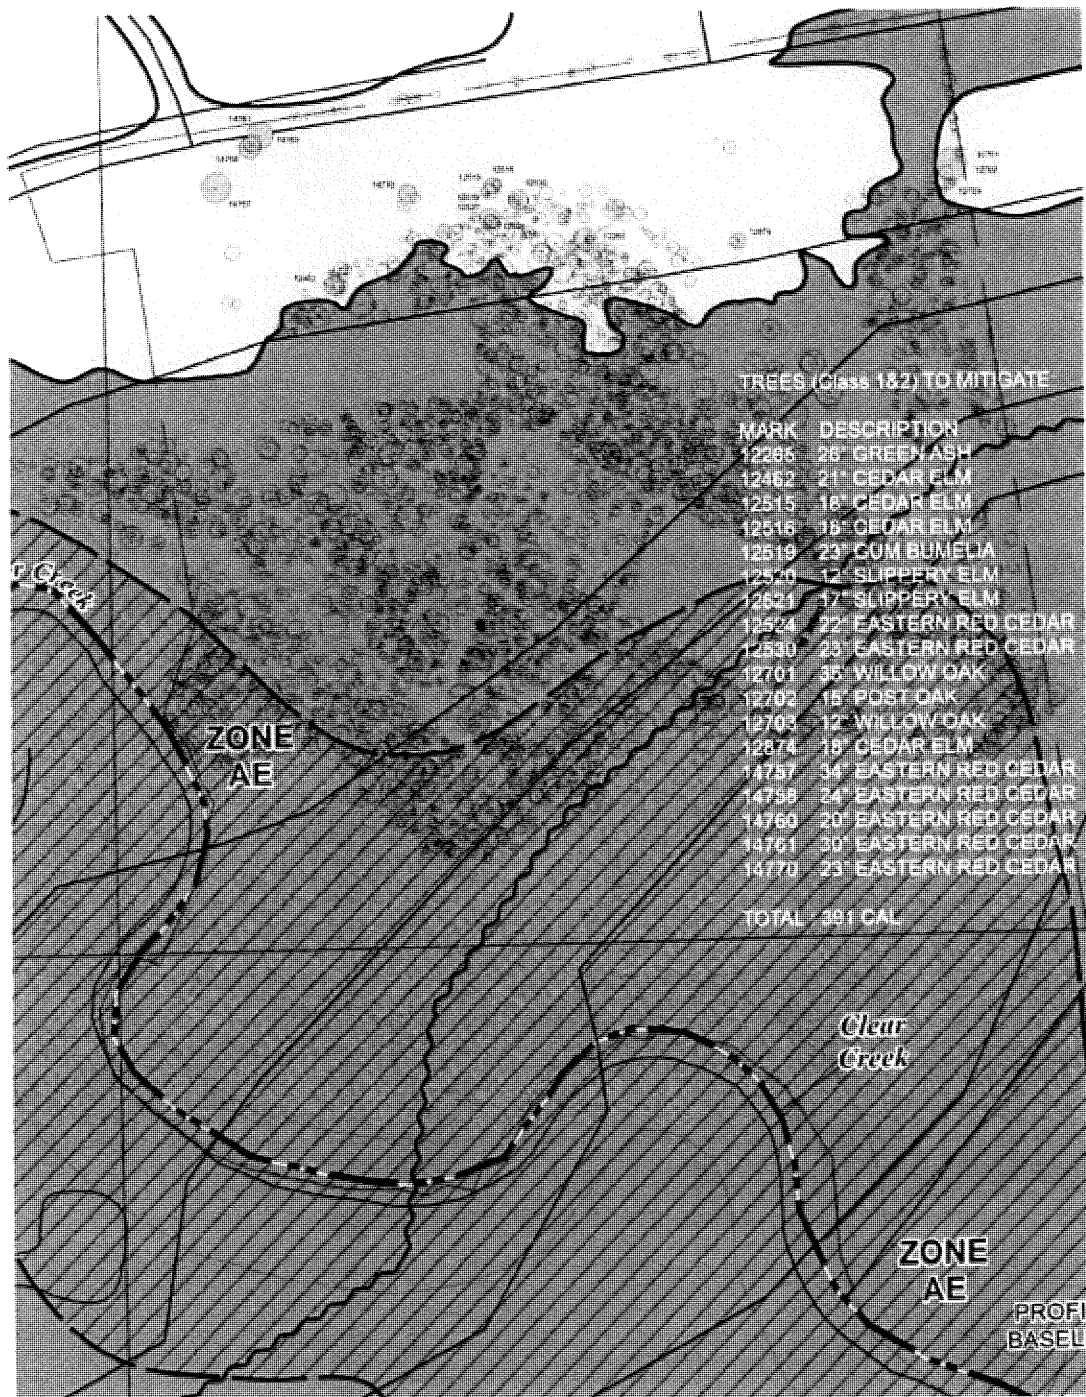 TREES (Class 1&2) TO MITIGATE
MARK DESCRIPTION
12265 26" GREEN ASH
12462 21" CEDAR ELM
12515 18" CEDAR ELM
12516 18" CEDAR ELM
12519 23" GUM BUMELIA
12520 12" SLIPPERY ELM
12521 17" SLIPPERY ELM
12524 22" EASTERN RED CEDAR
12530 23" EASTERN RED CEDAR
12701 35" WILLOW OAK
12702 15" POST OAK
12703 12" WILLOW OAK
12874 18" CEDAR ELM
14757 34" EASTERN RED CEDAR
14758 24" EASTERN RED CEDAR
14760 20" EASTERN RED CEDAR
14761 30" EASTERN RED CEDAR
14770 23" EASTERN RED CEDAR
TOTAL 391 CAL
r Creek
ZONE
AE
Clear
Creek
ZONE
AE
PROFI
BASEL